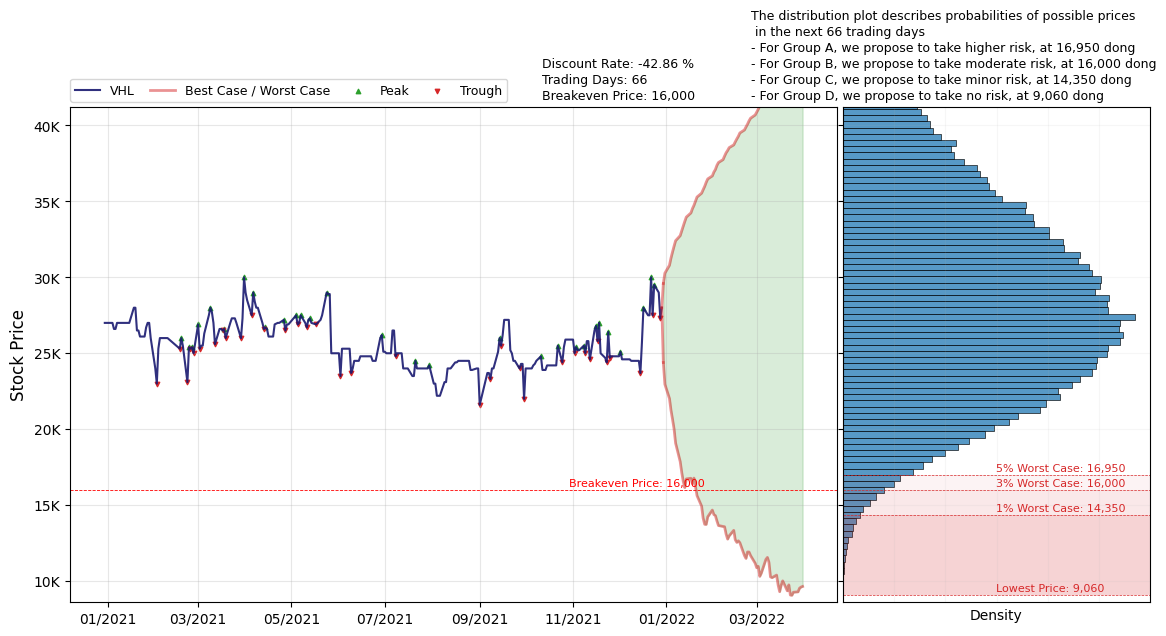 The distribution plot describes probabilities of possible prices
in the next 66 trading days
- For Group A, we propose to take higher risk, at 16,950 dong
- For Group B, we propose to take moderate risk, at 16,000 dong
- For Group C, we propose to take minor risk, at 14,350 dong
- For Group D, we propose to take no risk, at 9,060 dong
Discount Rate: -42.86 %
Trading Days: 66
Breakeven Price: 16,000
VHL
Best Case / Worst Case
Peak
Trough
Stock Price
40K
35K
30K
25K
20K
15K
10K
Breakeven Price: 16,000
5% Worst Case: 16,950
3% Worst Case: 16,000
1% Worst Case: 14,350
Lowest Price: 9,060
01/2021
03/2021
05/2021
07/2021
09/2021
11/2021
01/2022
03/2022
Density